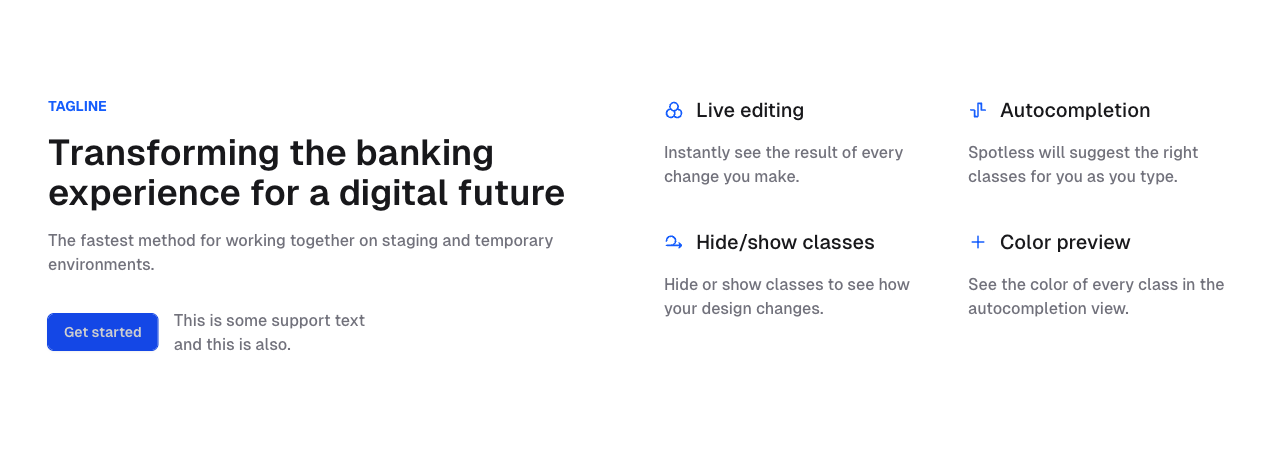 TAGLINE
Transforming the banking
experience for a digital future
The fastest method for working together on staging and temporary
environments.
Get started
This is some support text
and this is also.
Live editing
Instantly see the result of every
change you make.
Autocompletion
Spotless will suggest the right
classes for you as you type.
Hide/show classes
Hide or show classes to see how
your design changes.
Color preview
See the color of every class in the
autocompletion view.